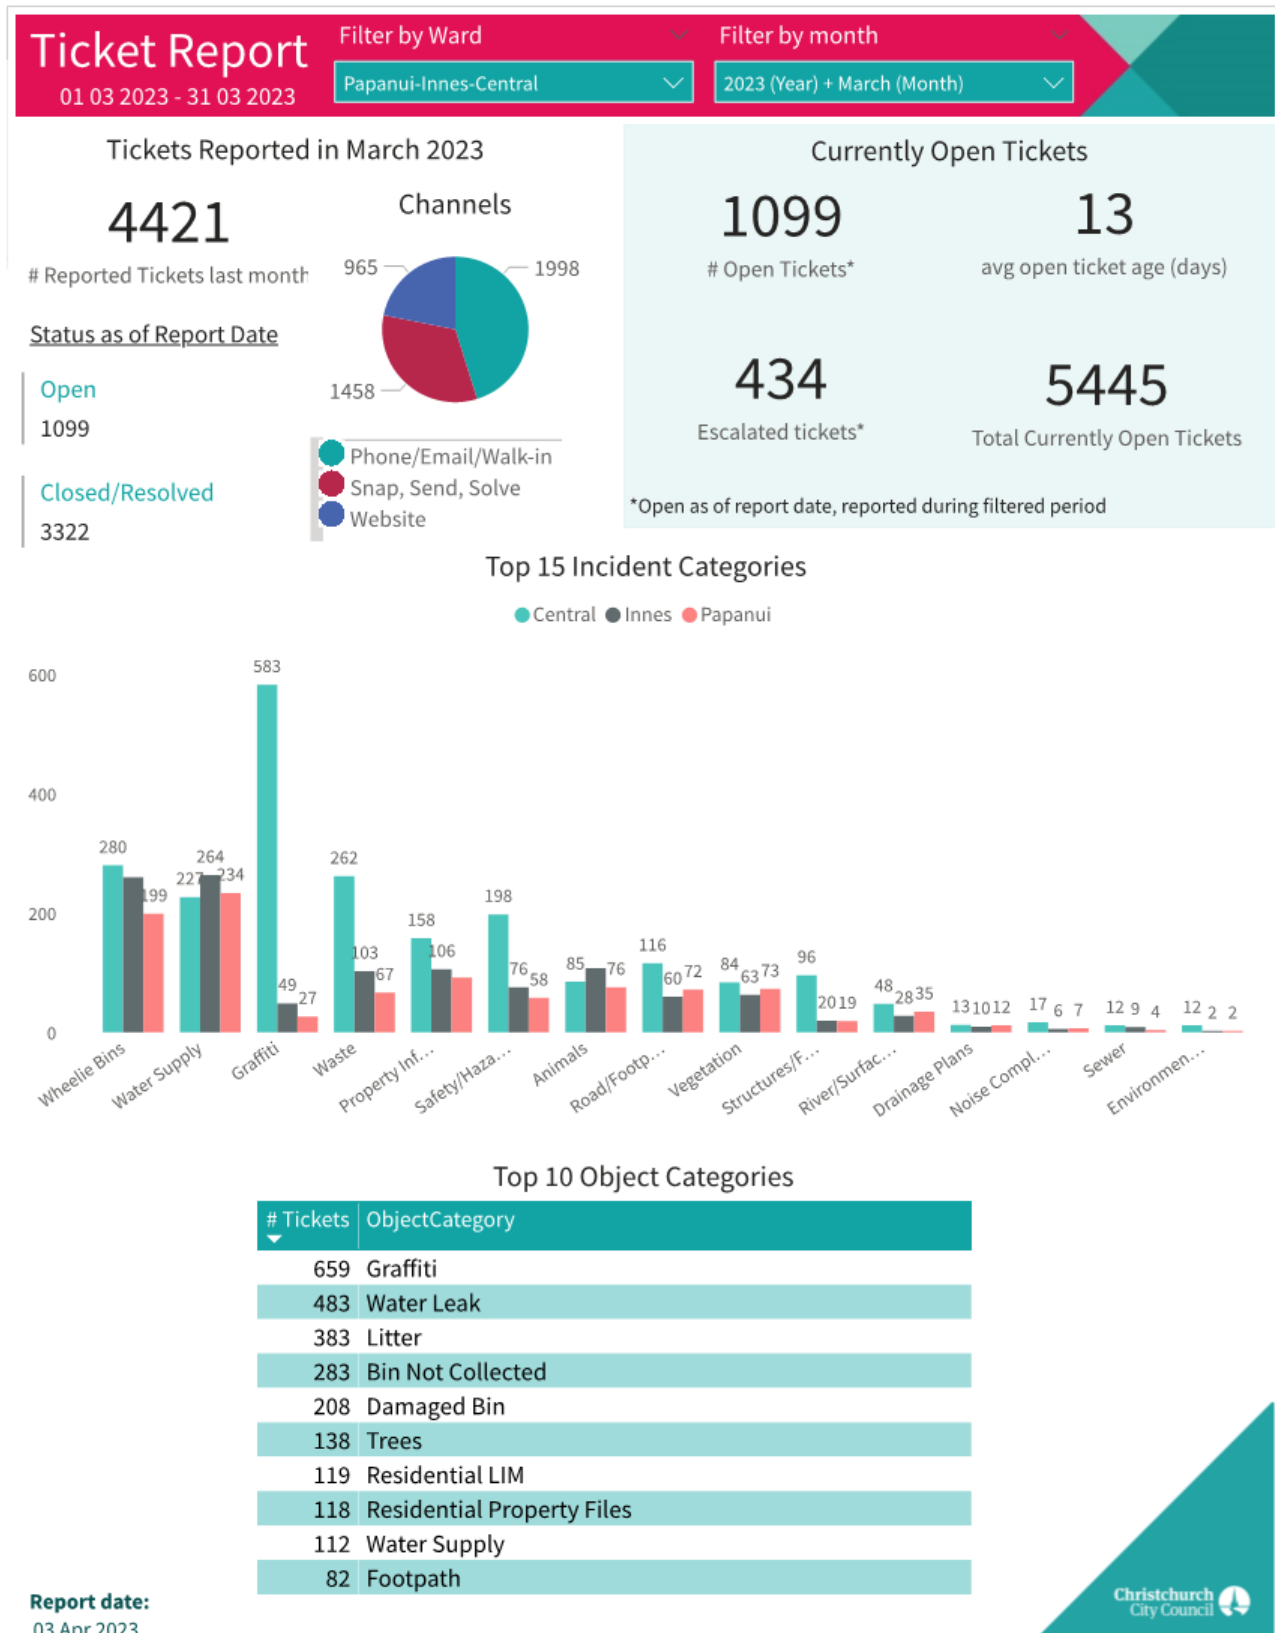 Ticket Report
01 03 2023 - 31 03 2023
Filter by Ward
Papanui-Innes-Central
Filter by month
2023 (Year) + March (Month)
Tickets Reported in March 2023
4421
# Reported Tickets last month
Status as of Report Date
Open
1099
Closed/Resolved
3322
Channels
965
1998
1458
Phone/Email/Walk-in
Snap, Send, Solve
Website
Currently Open Tickets
1099
# Open Tickets*
13
avg open ticket age (days)
434
Escalated tickets*
5445
Total Currently Open Tickets
*Open as of report date, reported during filtered period
Top 15 Incident Categories
Central Innes Papanui
600
400
200
0
280 199
227 264 234
583 49 27
262 103 67
158 106
198 76 58
85 76
116 60 72
84 63 73
96 20 19
48 28 35
13 10 12
17 6 7
12 9 4
12 2 2
Wheelie Bins
Water Supply
Graffiti
Waste
Property Inf...
Safety/Haza...
Animals
Road/Footp...
Vegetation
Structures/F...
River/Surfac...
Drainage Plans
Noise Compl...
Sewer
Environmen...
Top 10 Object Categories
# Tickets ObjectCategory
659 Graffiti
483 Water Leak
383 Litter
283 Bin Not Collected
208 Damaged Bin
138 Trees
119 Residential LIM
118 Residential Property Files
112 Water Supply
82 Footpath
Report date:
03 Apr 2023
Christchurch
City Council